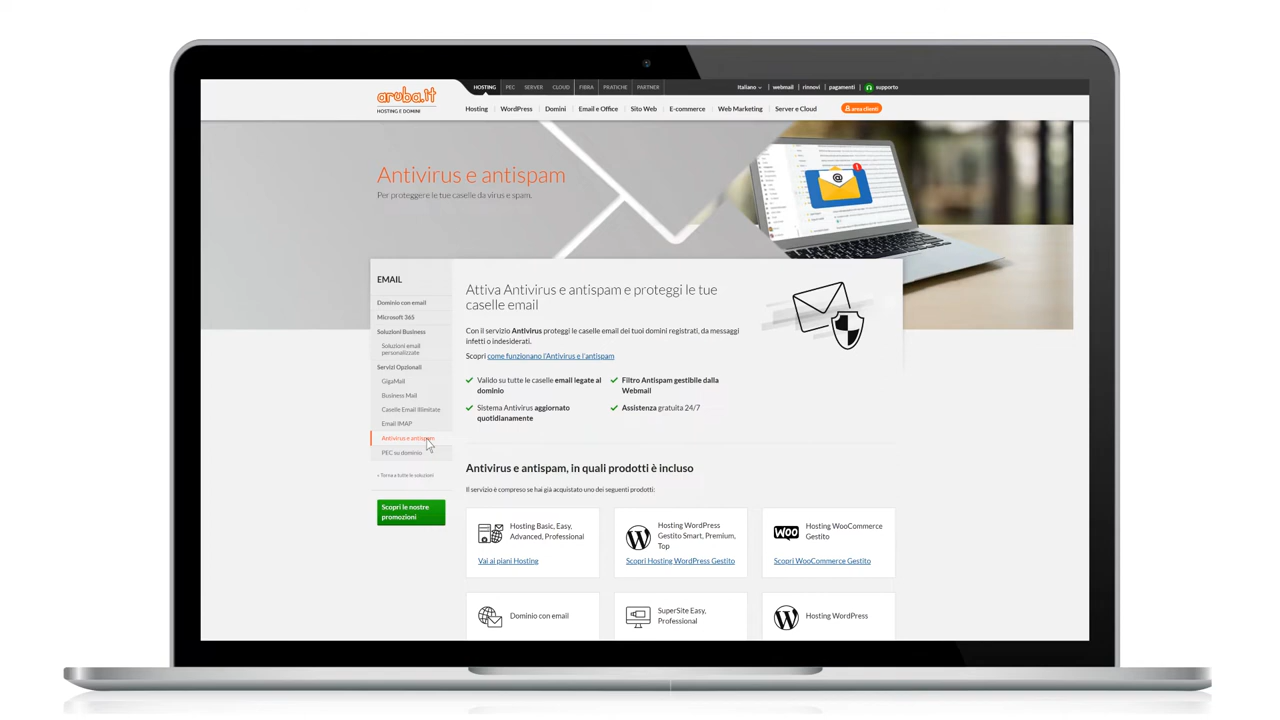 aruba.it
HOSTING E DOMINI
HOSTING PEC SERVER CLOUD FIBRA PRATICHE PARTNER
Italiano webmail rinnovi pagamenti supporto
Hosting WordPress Domini Email e Office Sito Web E-commerce Web Marketing Server e Cloud
area clienti
Antivirus e antispam
Per proteggere le tue caselle da virus e spam.
@
1
EMAIL
Dominio con email
Microsoft 365
Soluzioni Business
Soluzioni email
personalizzate
Servizi Opzionali
GigaMail
Business Mail
Caselle Email Illimitate
Email IMAP
Antivirus e antispam
PEC su dominio
« Torna a tutte le soluzioni
Scopri le nostre
promozioni
Attiva Antivirus e antispam e proteggi le tue
caselle email
Con il servizio Antivirus proteggi le caselle email dei tuoi domini registrati, da messaggi
infetti o indesiderati.
Scopri come funzionano l'Antivirus e l'antispam
Valido su tutte le caselle email legate al
dominio
Filtro Antispam gestibile dalla
Webmail
Sistema Antivirus aggiornato
quotidianamente
Assistenza gratuita 24/7
Antivirus e antispam, in quali prodotti è incluso
Il servizio è compreso se hai già acquistato uno dei seguenti prodotti:
Hosting Basic, Easy,
Advanced, Professional
Vai ai piani Hosting
Hosting WordPress
Gestito Smart, Premium,
Top
Scopri Hosting WordPress Gestito
WOO
Hosting WooCommerce
Gestito
Scopri WooCommerce Gestito
Dominio con email
SuperSite Easy,
Professional
Hosting WordPress